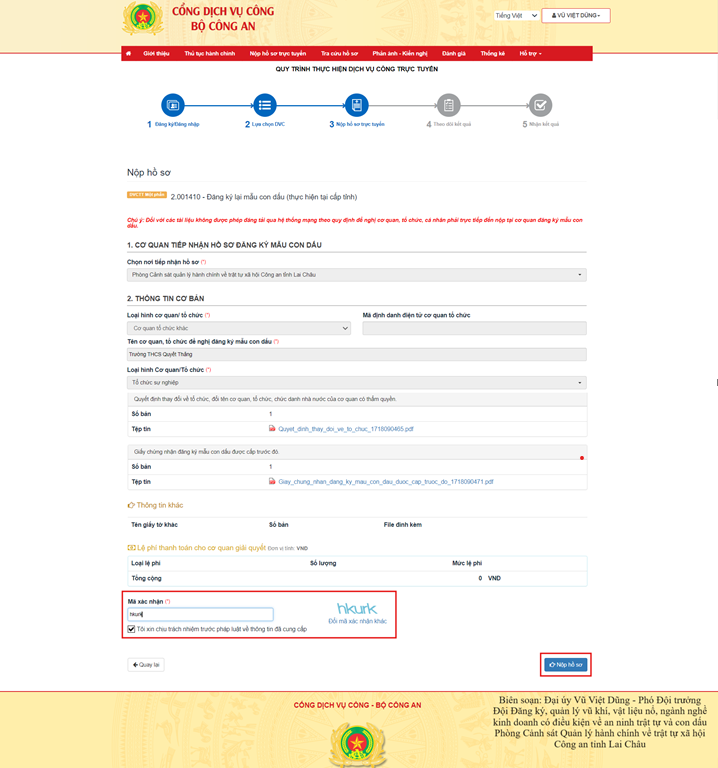 CỔNG DỊCH VỤ CÔNG
BỘ CÔNG AN
Tiếng Việt
VŨ VIỆT DŨNG
Giới thiệu Thủ tục hành chính Nộp hồ sơ trực tuyến Tra cứu hồ sơ Phản ánh - Kiến nghị Đánh giá Thống kê Hỗ trợ
QUY TRÌNH THỰC HIỆN DỊCH VỤ CÔNG TRỰC TUYẾN
1 Đăng ký/Đăng nhập 2 Lựa chọn DVC 3 Nộp hồ sơ trực tuyến 4 Theo dõi kết quả 5 Nhận kết quả
Nộp hồ sơ
DVCTT Một phần 2.001410 - Đăng ký lại mẫu con dấu (thực hiện tại cấp tỉnh)
Chú ý: Đối với các tài liệu không được phép đăng tải qua hệ thống mạng theo quy định đề nghị cơ quan, tổ chức, cá nhân phải trực tiếp đến nộp tại cơ quan đăng ký mẫu con
dấu.
1. CƠ QUAN TIẾP NHẬN HỒ SƠ ĐĂNG KÝ MẪU CON DẤU
Chọn nơi tiếp nhận hồ sơ (*)
Phòng Cảnh sát quản lý hành chính về trật tự xã hội Công an tỉnh Lai Châu
2. THÔNG TIN CƠ BẢN
Loại hình cơ quan/ tổ chức (*) Mã định danh điện tử cơ quan tổ chức
Cơ quan tổ chức khác
Tên cơ quan, tổ chức đề nghị đăng ký mẫu con dấu (*)
Trường THCS Quyết Thắng
Loại hình Cơ quan/Tổ chức (*)
Tổ chức sự nghiệp
Quyết định thay đổi về tổ chức, đổi tên cơ quan, tổ chức, chức danh nhà nước của cơ quan có thẩm quyền.
Số bản 1
Tệp tin Quyet_dinh_thay_doi_ve_to_chuc_1718090465.pdf
Giấy chứng nhận đăng ký mẫu con dấu được cấp trước đó.
Số bản 1
Tệp tin Giay_chung_nhan_dang_ky_mau_con_dau_duoc_cap_truoc_do_1718090471.pdf
Thông tin khác
Tên giấy tờ khác Số bản File đính kèm
Lệ phí thanh toán cho cơ quan giải quyết Đơn vị tính: VNĐ
Loại lệ phí Số lượng Mức lệ phí
Tổng cộng 0 VNĐ
Mã xác nhận (*)
hkurk
hkurk
Đổi mã xác nhận khác
Tôi xin chịu trách nhiệm trước pháp luật về thông tin đã cung cấp
Quay lại
Nộp hồ sơ
CỔNG DỊCH VỤ CÔNG - BỘ CÔNG AN
Biên soạn: Đại úy Vũ Việt Dũng - Phó Đội trưởng
Đội Đăng ký, quản lý vũ khí, vật liệu nổ, ngành nghề
kinh doanh có điều kiện về an ninh trật tự và con dấu
Phòng Cảnh sát Quản lý hành chính về trật tự xã hội
Công an tỉnh Lai Châu